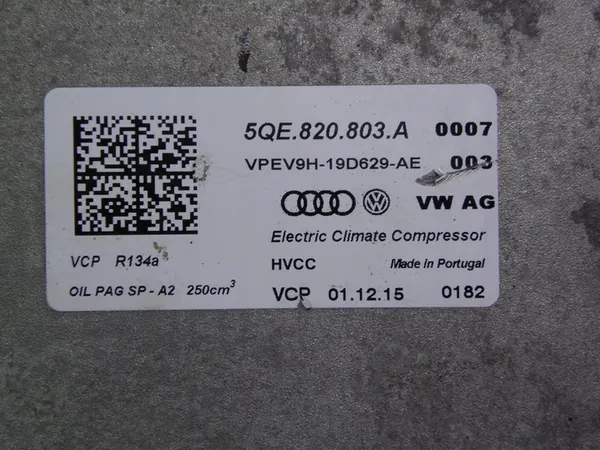 5QE.820.803.A 0007
VPEV9H-19D629-AE 003
VW AG
Electric Climate Compressor
VCP R134a HVCC Made in Portugal
OIL PAG SP - A2 250cm³ VCP 01.12.15 0182